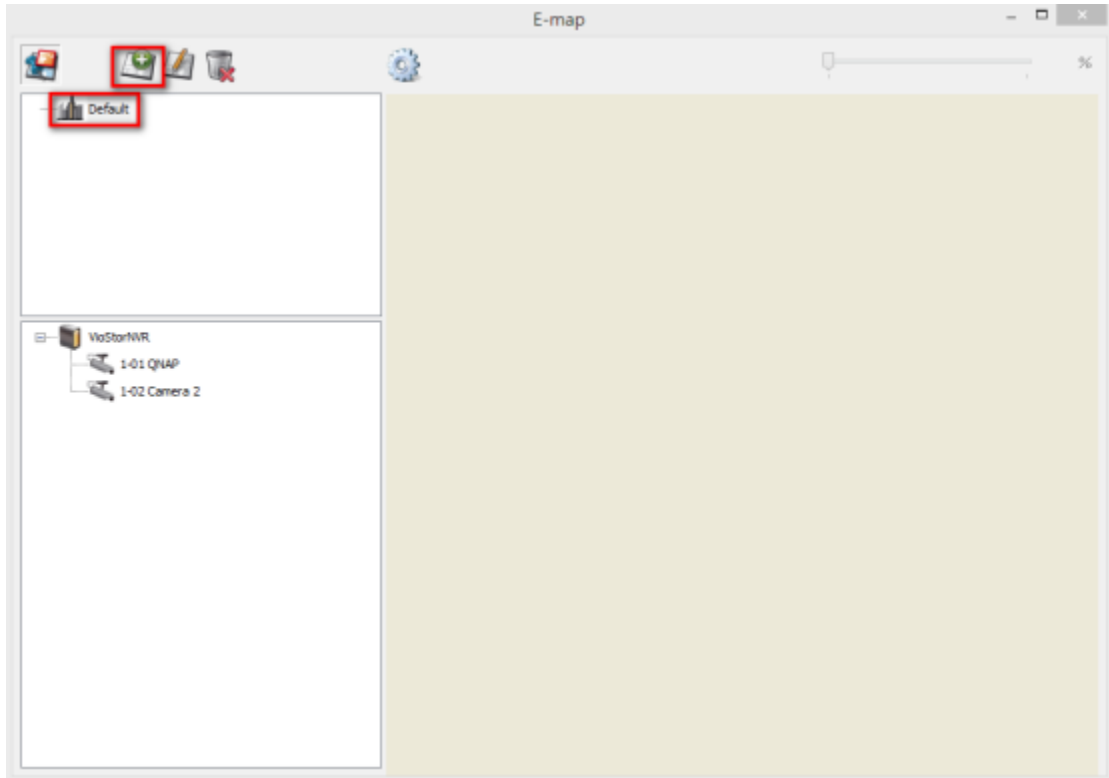 E-map
%
Default
VioStorNVR
1-01 QNAP
1-02 Camera 2